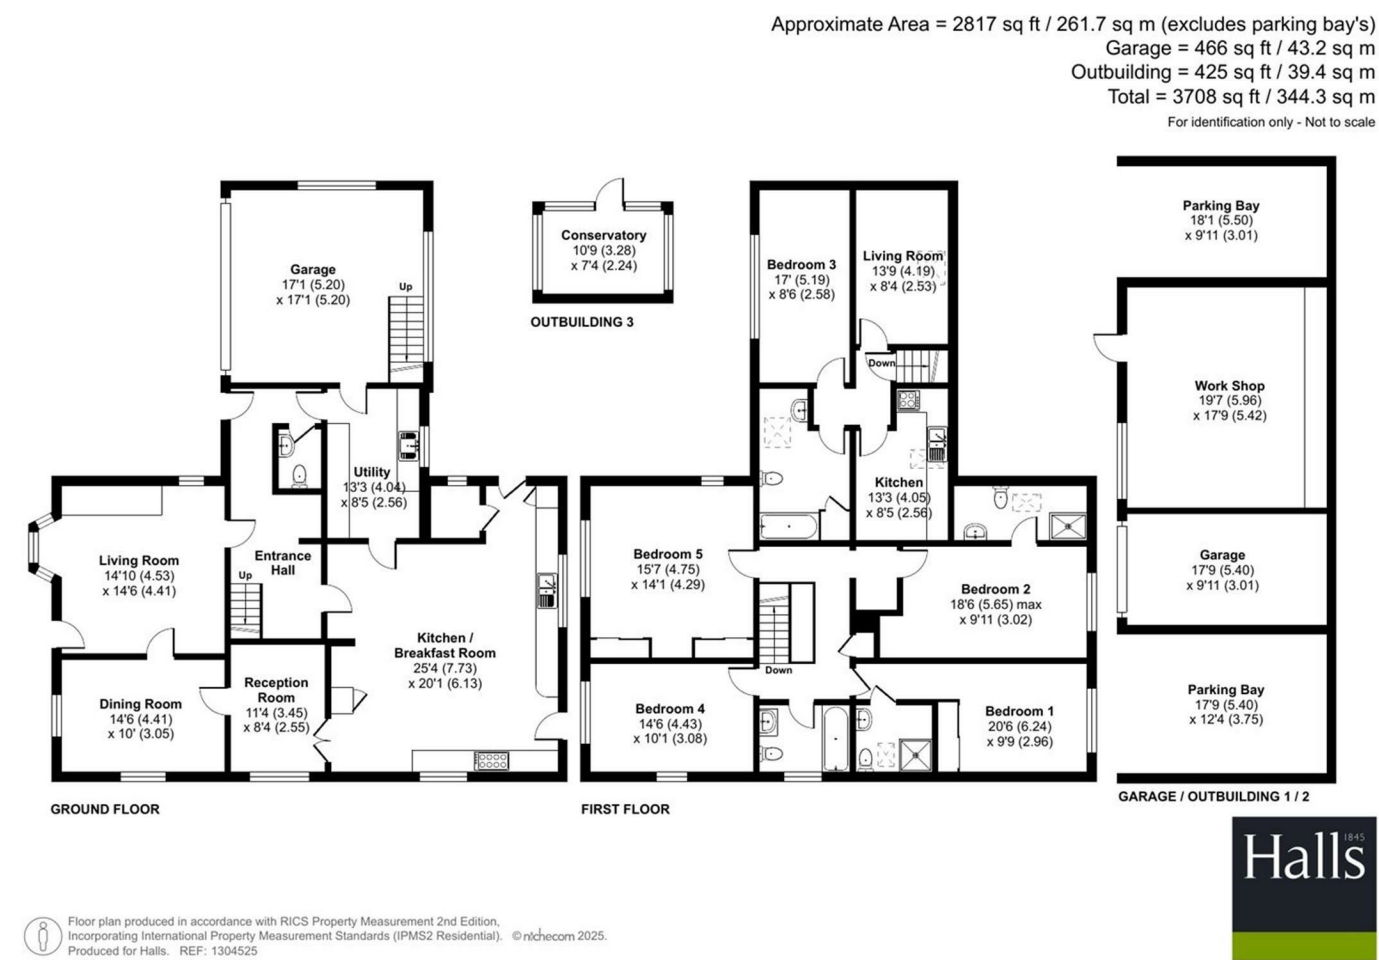 Approximate Area = 2817 sq ft / 261.7 sq m (excludes parking bay's)
Garage = 466 sq ft / 43.2 sq m
Outbuilding = 425 sq ft / 39.4 sq m
Total = 3708 sq ft / 344.3 sq m
For identification only - Not to scale
Garage
17'1 (5.20)
x 17'1 (5.20)
Up
Utility
13'3 (4.04)
x 8'5 (2.56)
Living Room
14'10 (4.53)
x 14'6 (4.41)
Entrance
Hall
Up
Kitchen /
Breakfast Room
25'4 (7.73)
x 20'1 (6.13)
Dining Room
14'6 (4.41)
x 10' (3.05)
Reception
Room
11'4 (3.45)
x 8'4 (2.55)
GROUND FLOOR
Conservatory
10'9 (3.28)
x 7'4 (2.24)
OUTBUILDING 3
Bedroom 3
17' (5.19)
x 8'6 (2.58)
Living Room
13'9 (4.19)
x 8'4 (2.53)
Down
Kitchen
13'3 (4.05)
x 8'5 (2.56)
Bedroom 5
15'7 (4.75)
x 14'1 (4.29)
Bedroom 2
18'6 (5.65) max
x 9'11 (3.02)
Down
Bedroom 4
14'6 (4.43)
x 10'1 (3.08)
Bedroom 1
20'6 (6.24)
x 9'9 (2.96)
FIRST FLOOR
Parking Bay
18'1 (5.50)
x 9'11 (3.01)
Work Shop
19'7 (5.96)
x 17'9 (5.42)
Garage
17'9 (5.40)
x 9'11 (3.01)
Parking Bay
17'9 (5.40)
x 12'4 (3.75)
GARAGE / OUTBUILDING 1 / 2
Halls
1845
Floor plan produced in accordance with RICS Property Measurement 2nd Edition,
Incorporating International Property Measurement Standards (IPMS2 Residential). © nichecom 2025.
Produced for Halls. REF: 1304525